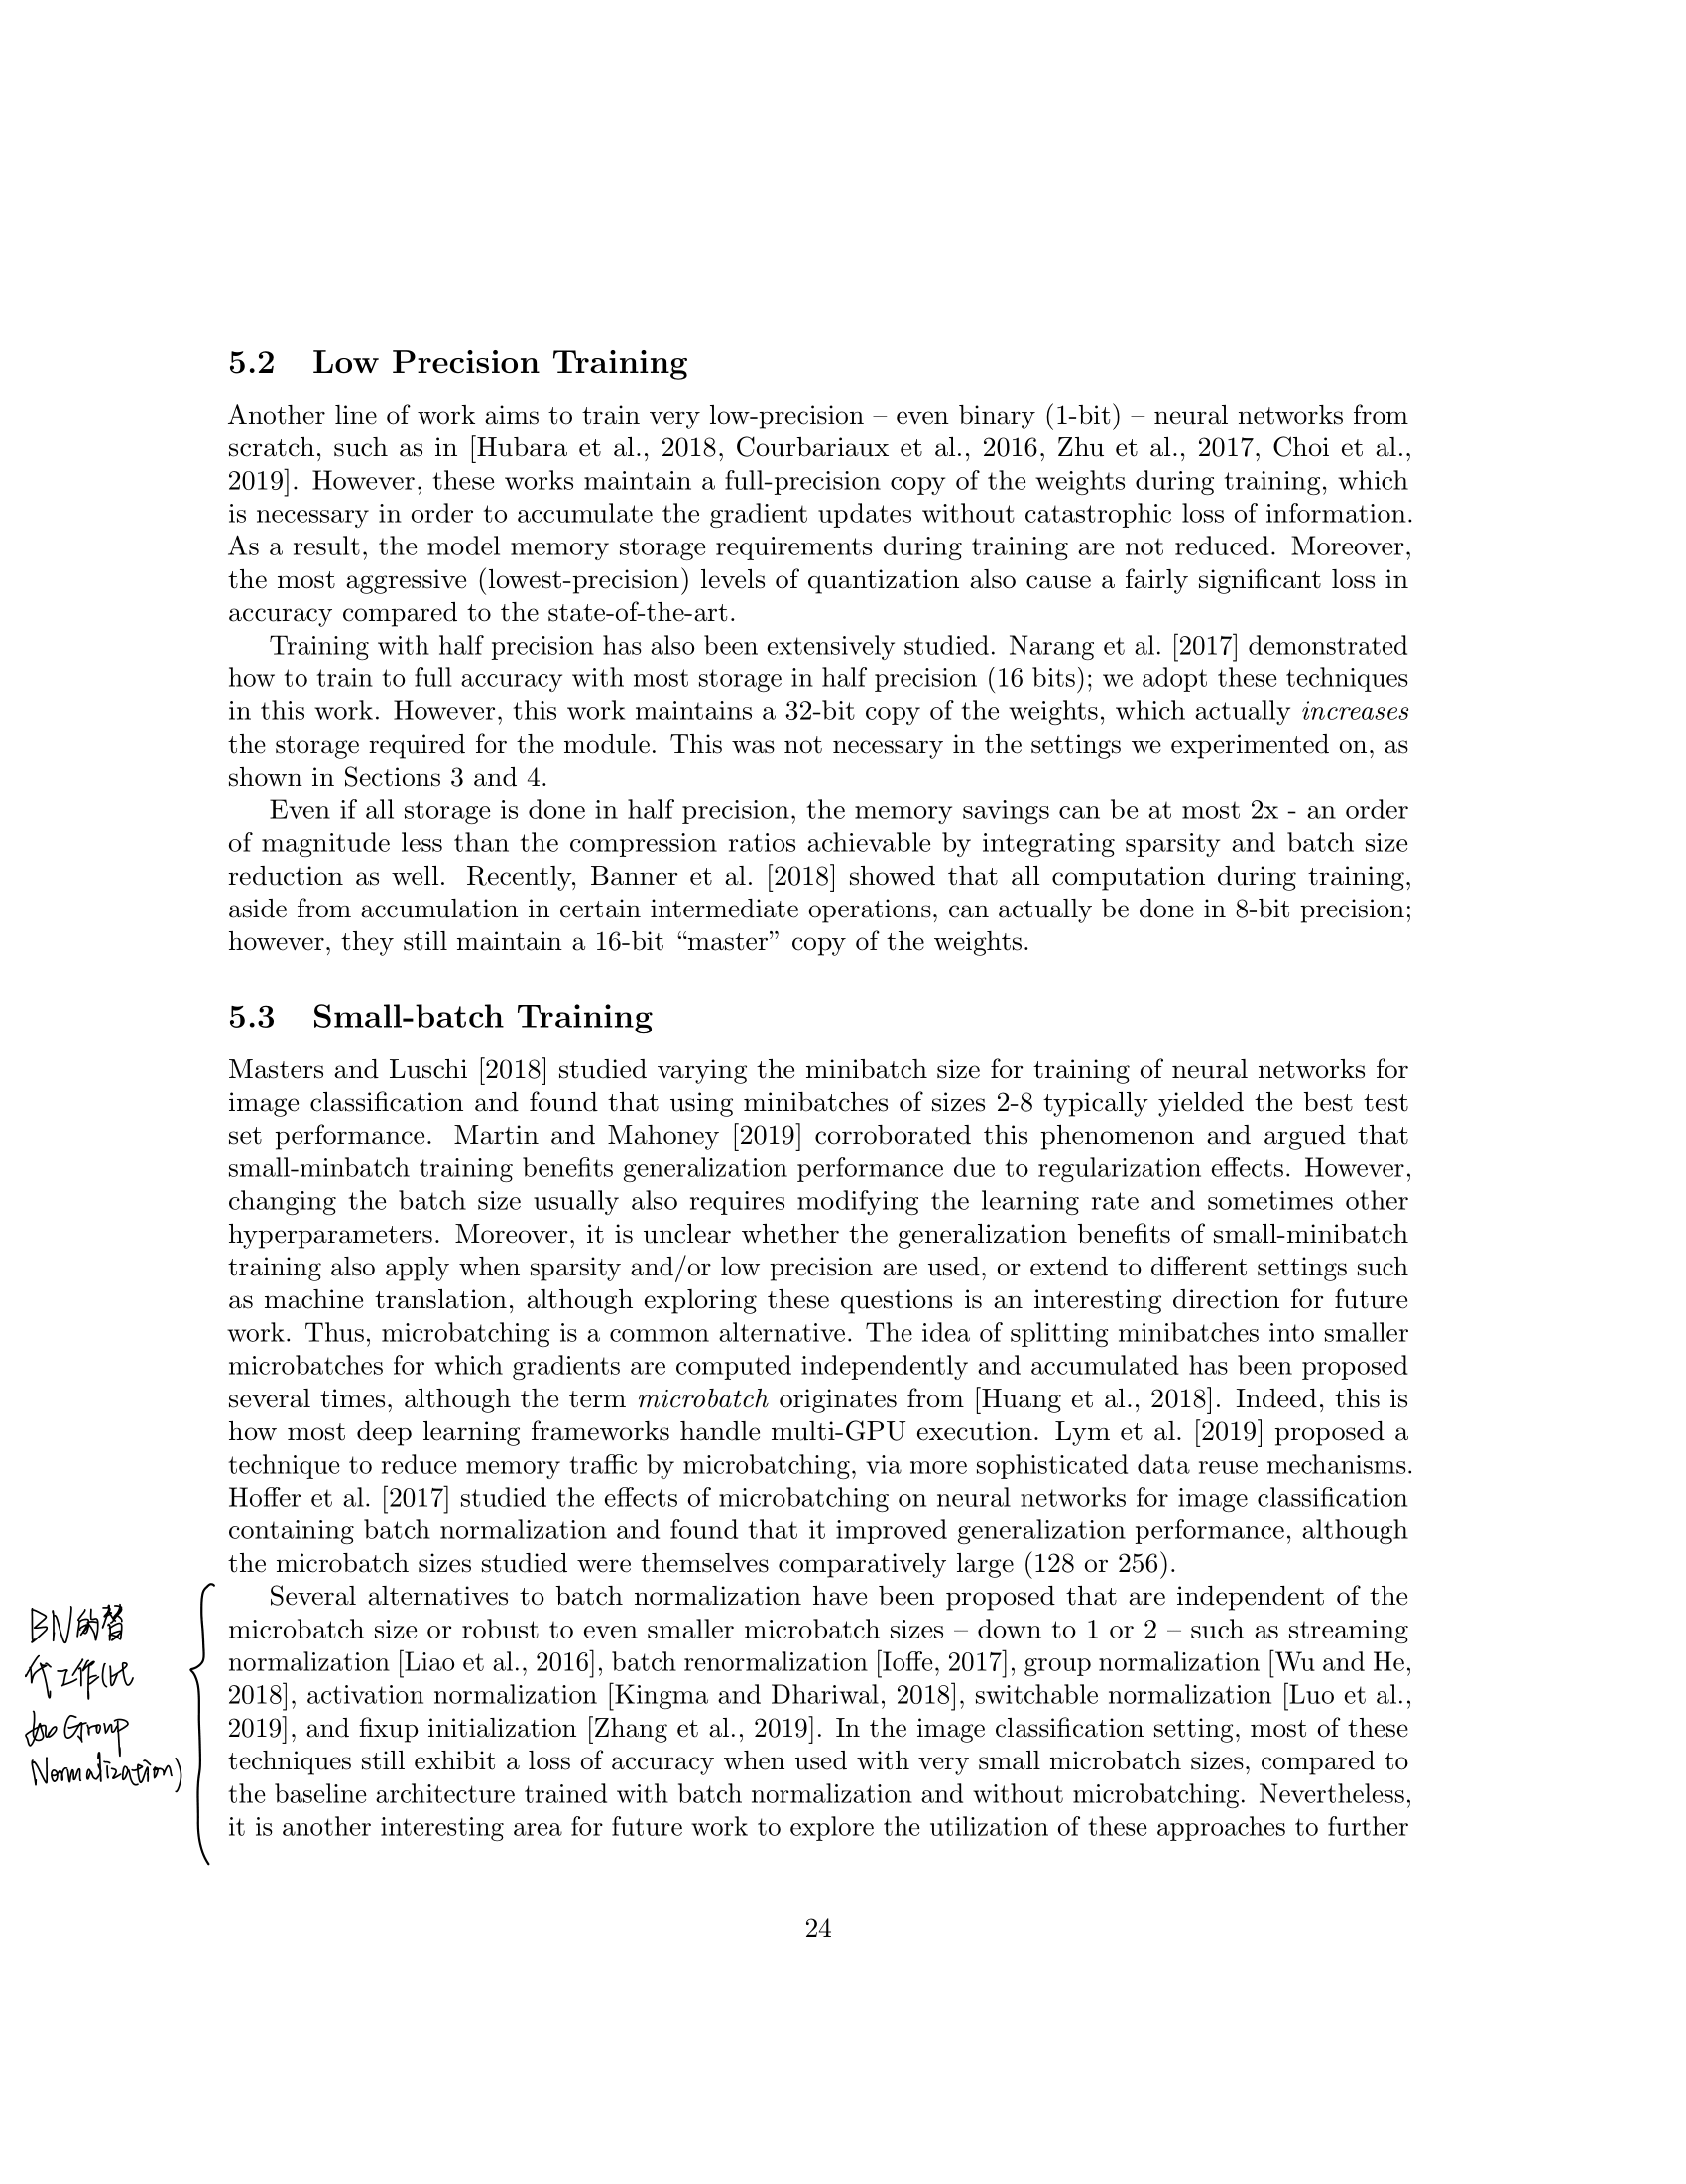 5.2 Low Precision Training
Another line of work aims to train very low-precision – even binary (1-bit) – neural networks from
scratch, such as in [Hubara et al., 2018, Courbariaux et al., 2016, Zhu et al., 2017, Choi et al.,
2019]. However, these works maintain a full-precision copy of the weights during training, which
is necessary in order to accumulate the gradient updates without catastrophic loss of information.
As a result, the model memory storage requirements during training are not reduced. Moreover,
the most aggressive (lowest-precision) levels of quantization also cause a fairly significant loss in
accuracy compared to the state-of-the-art.
Training with half precision has also been extensively studied. Narang et al. [2017] demonstrated
how to train to full accuracy with most storage in half precision (16 bits); we adopt these techniques
in this work. However, this work maintains a 32-bit copy of the weights, which actually increases
the storage required for the module. This was not necessary in the settings we experimented on, as
shown in Sections 3 and 4.
Even if all storage is done in half precision, the memory savings can be at most 2x - an order
of magnitude less than the compression ratios achievable by integrating sparsity and batch size
reduction as well. Recently, Banner et al. [2018] showed that all computation during training,
aside from accumulation in certain intermediate operations, can actually be done in 8-bit precision;
however, they still maintain a 16-bit “master” copy of the weights.
5.3 Small-batch Training
Masters and Luschi [2018] studied varying the minibatch size for training of neural networks for
image classification and found that using minibatches of sizes 2-8 typically yielded the best test
set performance. Martin and Mahoney [2019] corroborated this phenomenon and argued that
small-minbatch training benefits generalization performance due to regularization effects. However,
changing the batch size usually also requires modifying the learning rate and sometimes other
hyperparameters. Moreover, it is unclear whether the generalization benefits of small-minibatch
training also apply when sparsity and/or low precision are used, or extend to different settings such
as machine translation, although exploring these questions is an interesting direction for future
work. Thus, microbatching is a common alternative. The idea of splitting minibatches into smaller
microbatches for which gradients are computed independently and accumulated has been proposed
several times, although the term microbatch originates from [Huang et al., 2018]. Indeed, this is
how most deep learning frameworks handle multi-GPU execution. Lym et al. [2019] proposed a
technique to reduce memory traffic by microbatching, via more sophisticated data reuse mechanisms.
Hoffer et al. [2017] studied the effects of microbatching on neural networks for image classification
containing batch normalization and found that it improved generalization performance, although
the microbatch sizes studied were themselves comparatively large (128 or 256).
Several alternatives to batch normalization have been proposed that are independent of the
microbatch size or robust to even smaller microbatch sizes – down to 1 or 2 – such as streaming
normalization [Liao et al., 2016], batch renormalization [Ioffe, 2017], group normalization [Wu and He,
2018], activation normalization [Kingma and Dhariwal, 2018], switchable normalization [Luo et al.,
2019], and fixup initialization [Zhang et al., 2019]. In the image classification setting, most of these
techniques still exhibit a loss of accuracy when used with very small microbatch sizes, compared to
the baseline architecture trained with batch normalization and without microbatching. Nevertheless,
it is another interesting area for future work to explore the utilization of these approaches to further
BN的替
代工作(比
如 Group
Normalization)
24